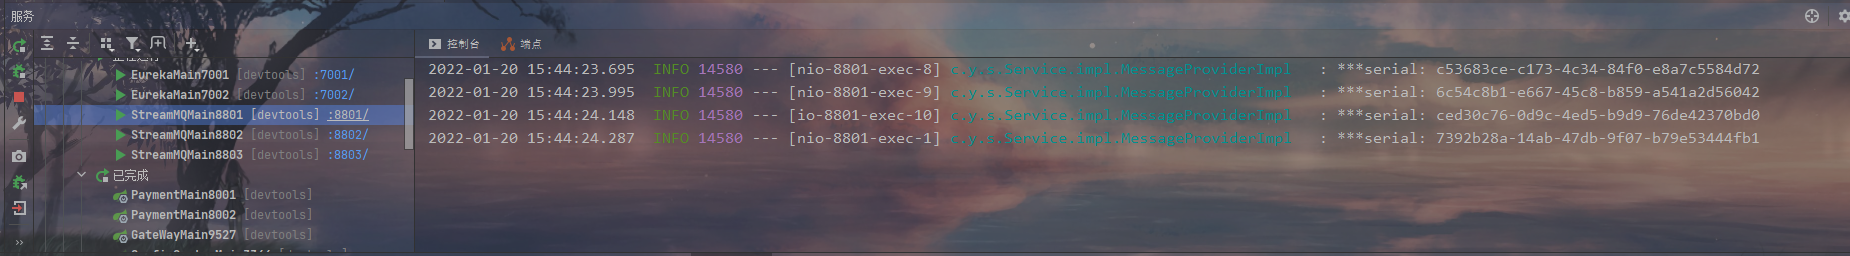 服务
控制台 端点
正在运行
EurekaMain7001 [devtools] :7001/
EurekaMain7002 [devtools] :7002/
StreamMQMain8801 [devtools] :8801/
StreamMQMain8802 [devtools] :8802/
StreamMQMain8803 [devtools] :8803/
已完成
PaymentMain8001 [devtools]
PaymentMain8002 [devtools]
GateWayMain9527 [devtools]
2022-01-20 15:44:23.695 INFO 14580 --- [nio-8801-exec-8] c.y.s.Service.impl.MessageProviderImpl : ***serial: c53683ce-c173-4c34-84f0-e8a7c5584d72
2022-01-20 15:44:23.995 INFO 14580 --- [nio-8801-exec-9] c.y.s.Service.impl.MessageProviderImpl : ***serial: 6c54c8b1-e667-45c8-b859-a541a2d56042
2022-01-20 15:44:24.148 INFO 14580 --- [io-8801-exec-10] c.y.s.Service.impl.MessageProviderImpl : ***serial: ced30c76-0d9c-4ed5-b9d9-76de42370bd0
2022-01-20 15:44:24.287 INFO 14580 --- [nio-8801-exec-1] c.y.s.Service.impl.MessageProviderImpl : ***serial: 7392b28a-14ab-47db-9f07-b79e53444fb1